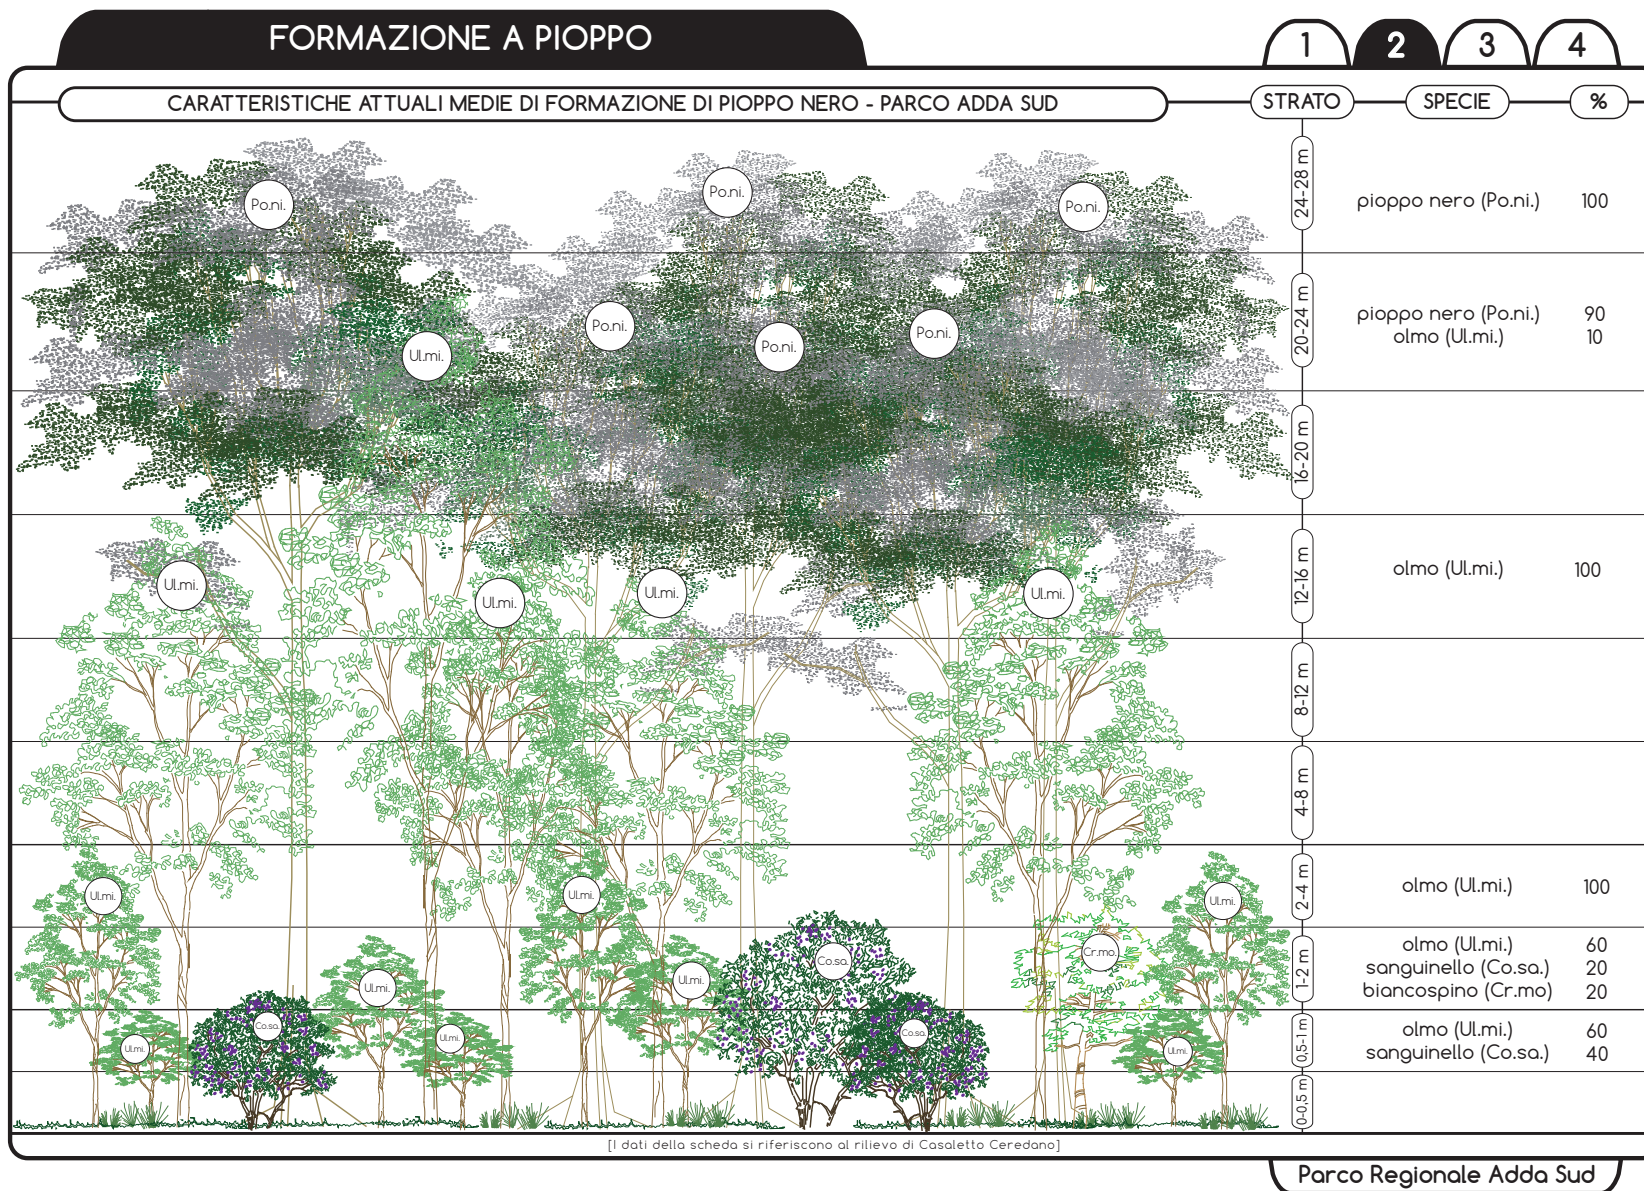 FORMAZIONE A PIOPPO
1 2 3 4
CARATTERISTICHE ATTUALI MEDIE DI FORMAZIONE DI PIOPPO NERO - PARCO ADDA SUD
STRATO SPECIE %
24-28 m
pioppo nero (Po.ni.) 100
Po.ni. Po.ni. Po.ni.
20-24 m
pioppo nero (Po.ni.) 90
olmo (Ul.mi.) 10
Po.ni. Po.ni. Po.ni.
Ul.mi.
16-20 m
12-16 m
olmo (Ul.mi.) 100
Ul.mi. Ul.mi. Ul.mi. Ul.mi.
8-12 m
4-8 m
2-4 m
olmo (Ul.mi.) 100
Ul.mi. Ul.mi. Ul.mi.
1-2 m
olmo (Ul.mi.) 60
sanguinello (Co.sa.) 20
biancospino (Cr.mo) 20
Ul.mi. Ul.mi. Co.sa. Cr.mo.
0,5-1 m
olmo (Ul.mi.) 60
sanguinello (Co.sa.) 40
Ul.mi. Co.sa. Ul.mi. Co.sa. Ul.mi.
0-0,5 m
[I dati della scheda si riferiscono al rilievo di Casaletto Ceredano]
Parco Regionale Adda Sud